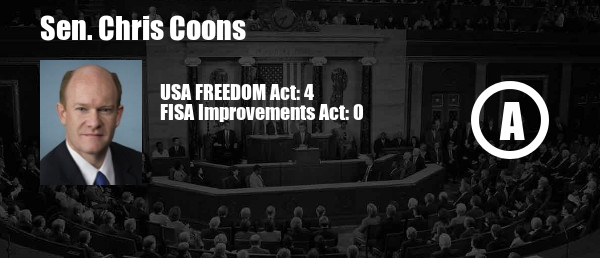 Sen. Chris Coons
USA FREEDOM Act: 4
FISA Improvements Act: 0
A